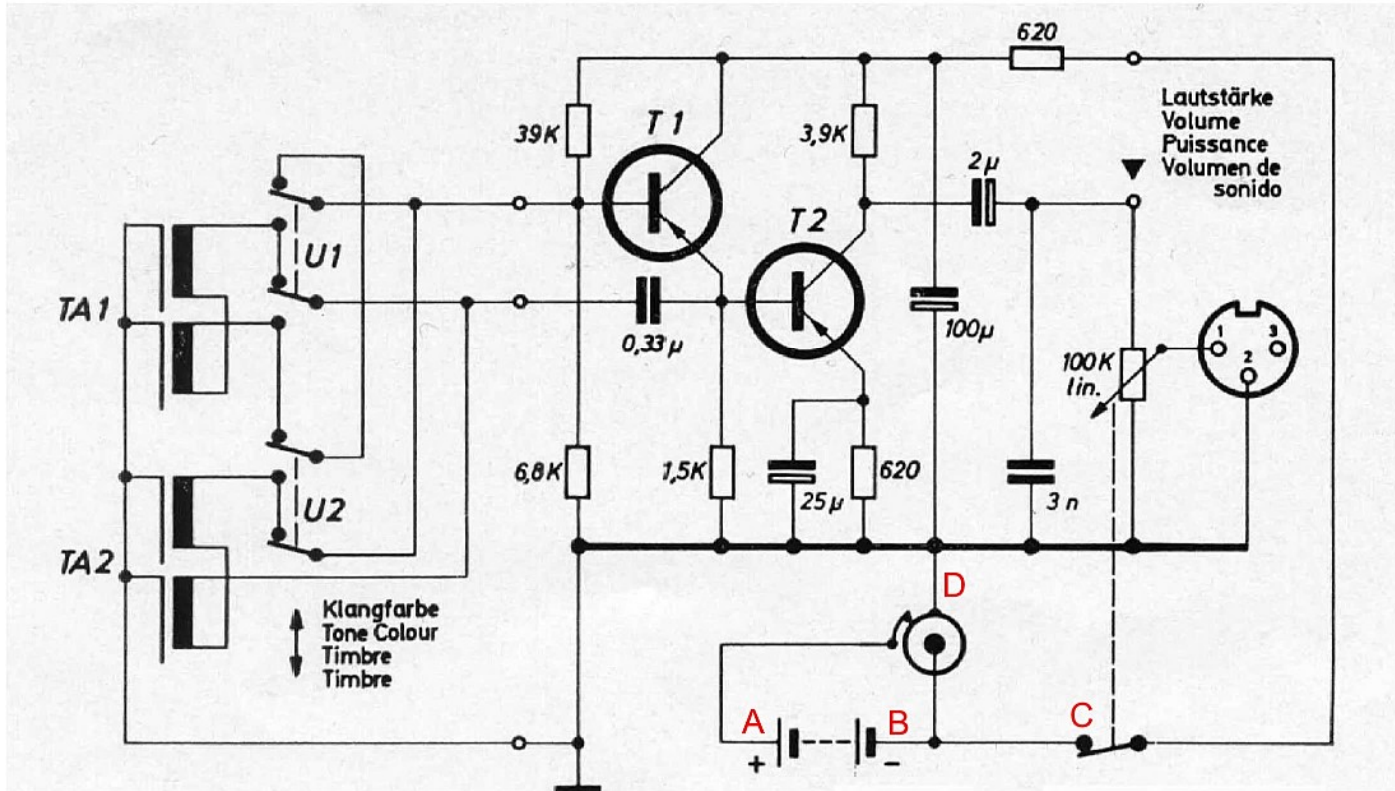 620
Lautstärke
Volume
Puissance
Volumen de
sonido
39K
T 1
3,9K
2µ
T 2
U1
TA1
0,33µ
100µ
1
3
2
100K
lin.
6,8K
1,5K
25µ
620
3n
U2
TA2
D
Klangfarbe
Tone Colour
Timbre
Timbre
A
B
C
+
-